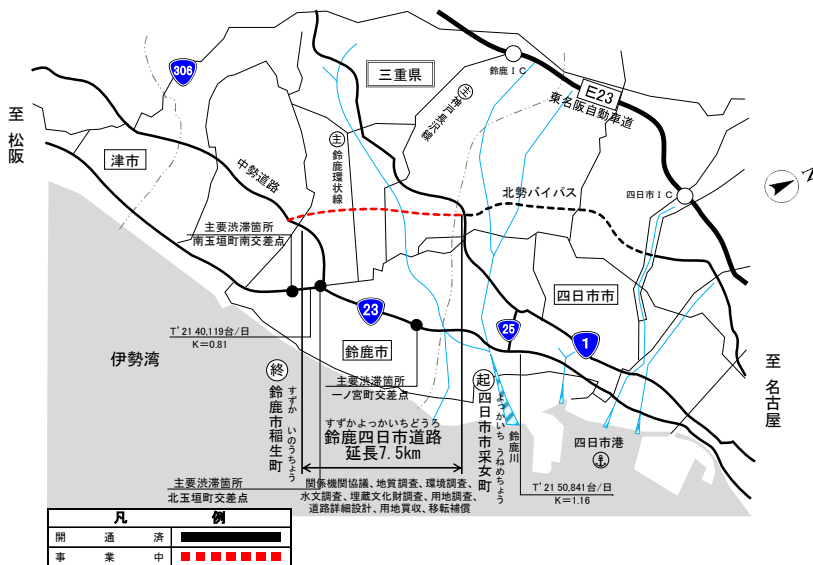 306
三重県
鈴鹿ＩＣ
E23
東名阪自動車道
至 松阪
津市
中勢道路
主 鈴鹿環状線
主 神戸長沢線
北勢バイパス
四日市ＩＣ
N
主要渋滞箇所
南玉垣町南交差点
T'21 40,119台/日
K=0.81
23
25
1
四日市市
伊勢湾
鈴鹿市
主要渋滞箇所
一ノ宮町交差点
至 名古屋
終 鈴鹿市稲生町
すずか いのうちょう
起 四日市市采女町
よっかいち うねめちょう
鈴鹿川
四日市港
すずかよっかいちどうろ
鈴鹿四日市道路
延長7.5km
主要渋滞箇所
北玉垣町交差点
関係機関協議、地質調査、環境調査、
水文調査、埋蔵文化財調査、用地調査、
道路詳細設計、用地買収、移転補償
T'21 50,841台/日
K=1.16
凡 例
開 通 済
事 業 中